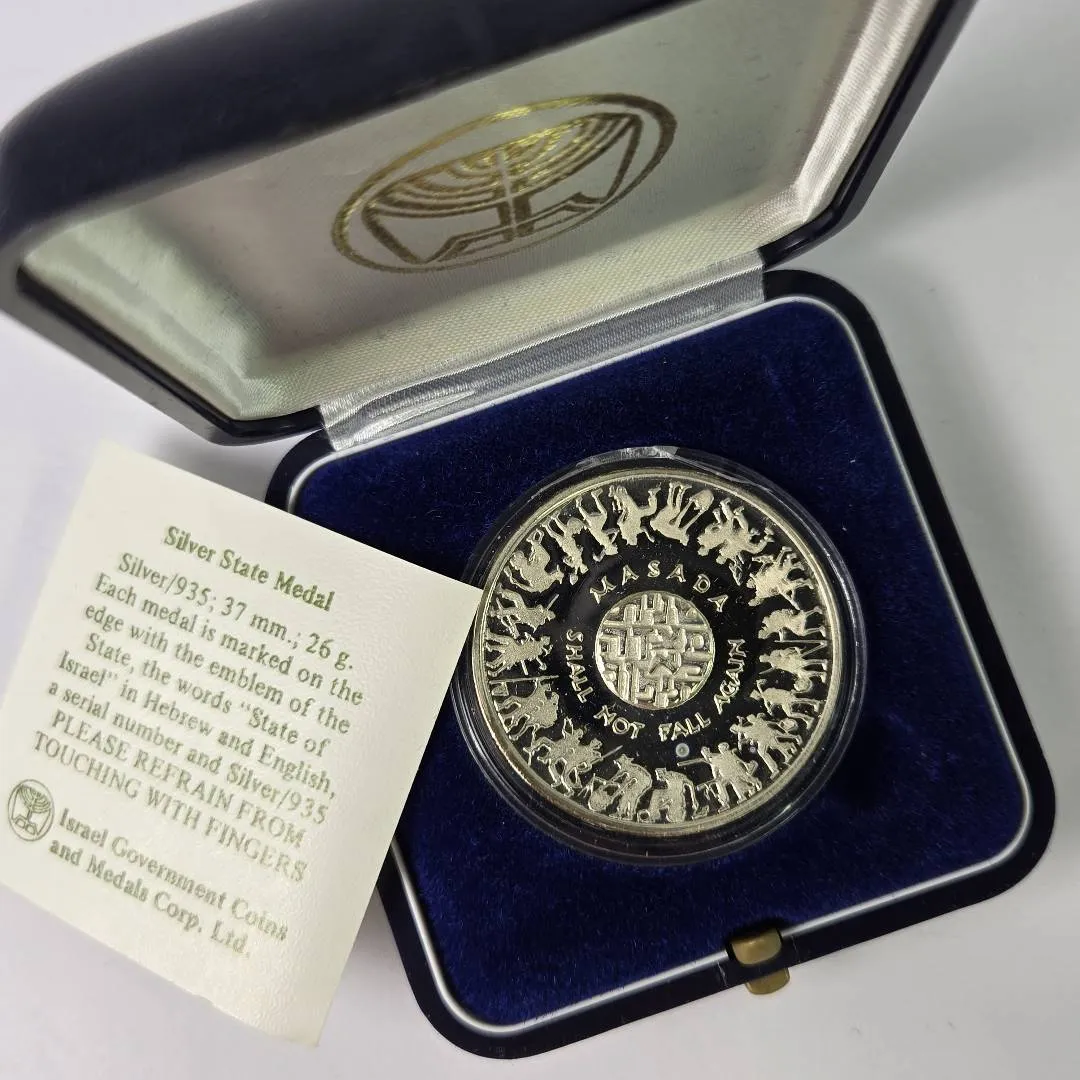 Silver State Medal
Silver/935; 37 mm.; 26 g.
Each medal is marked on the
edge with the emblem of the
State, the words "State of
Israel" in Hebrew and English,
a serial number and Silver/935
PLEASE REFRAIN FROM
TOUCHING WITH FINGERS
Israel Government Coins
and Medals Corp. Ltd.
MASADA
SHALL NOT FALL AGAIN